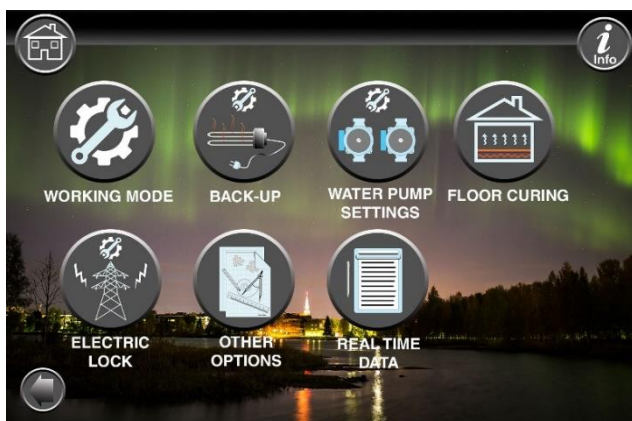 i
Info
WORKING MODE
BACK-UP
WATER PUMP
SETTINGS
FLOOR CURING
ELECTRIC
LOCK
OTHER
OPTIONS
REAL TIME
DATA